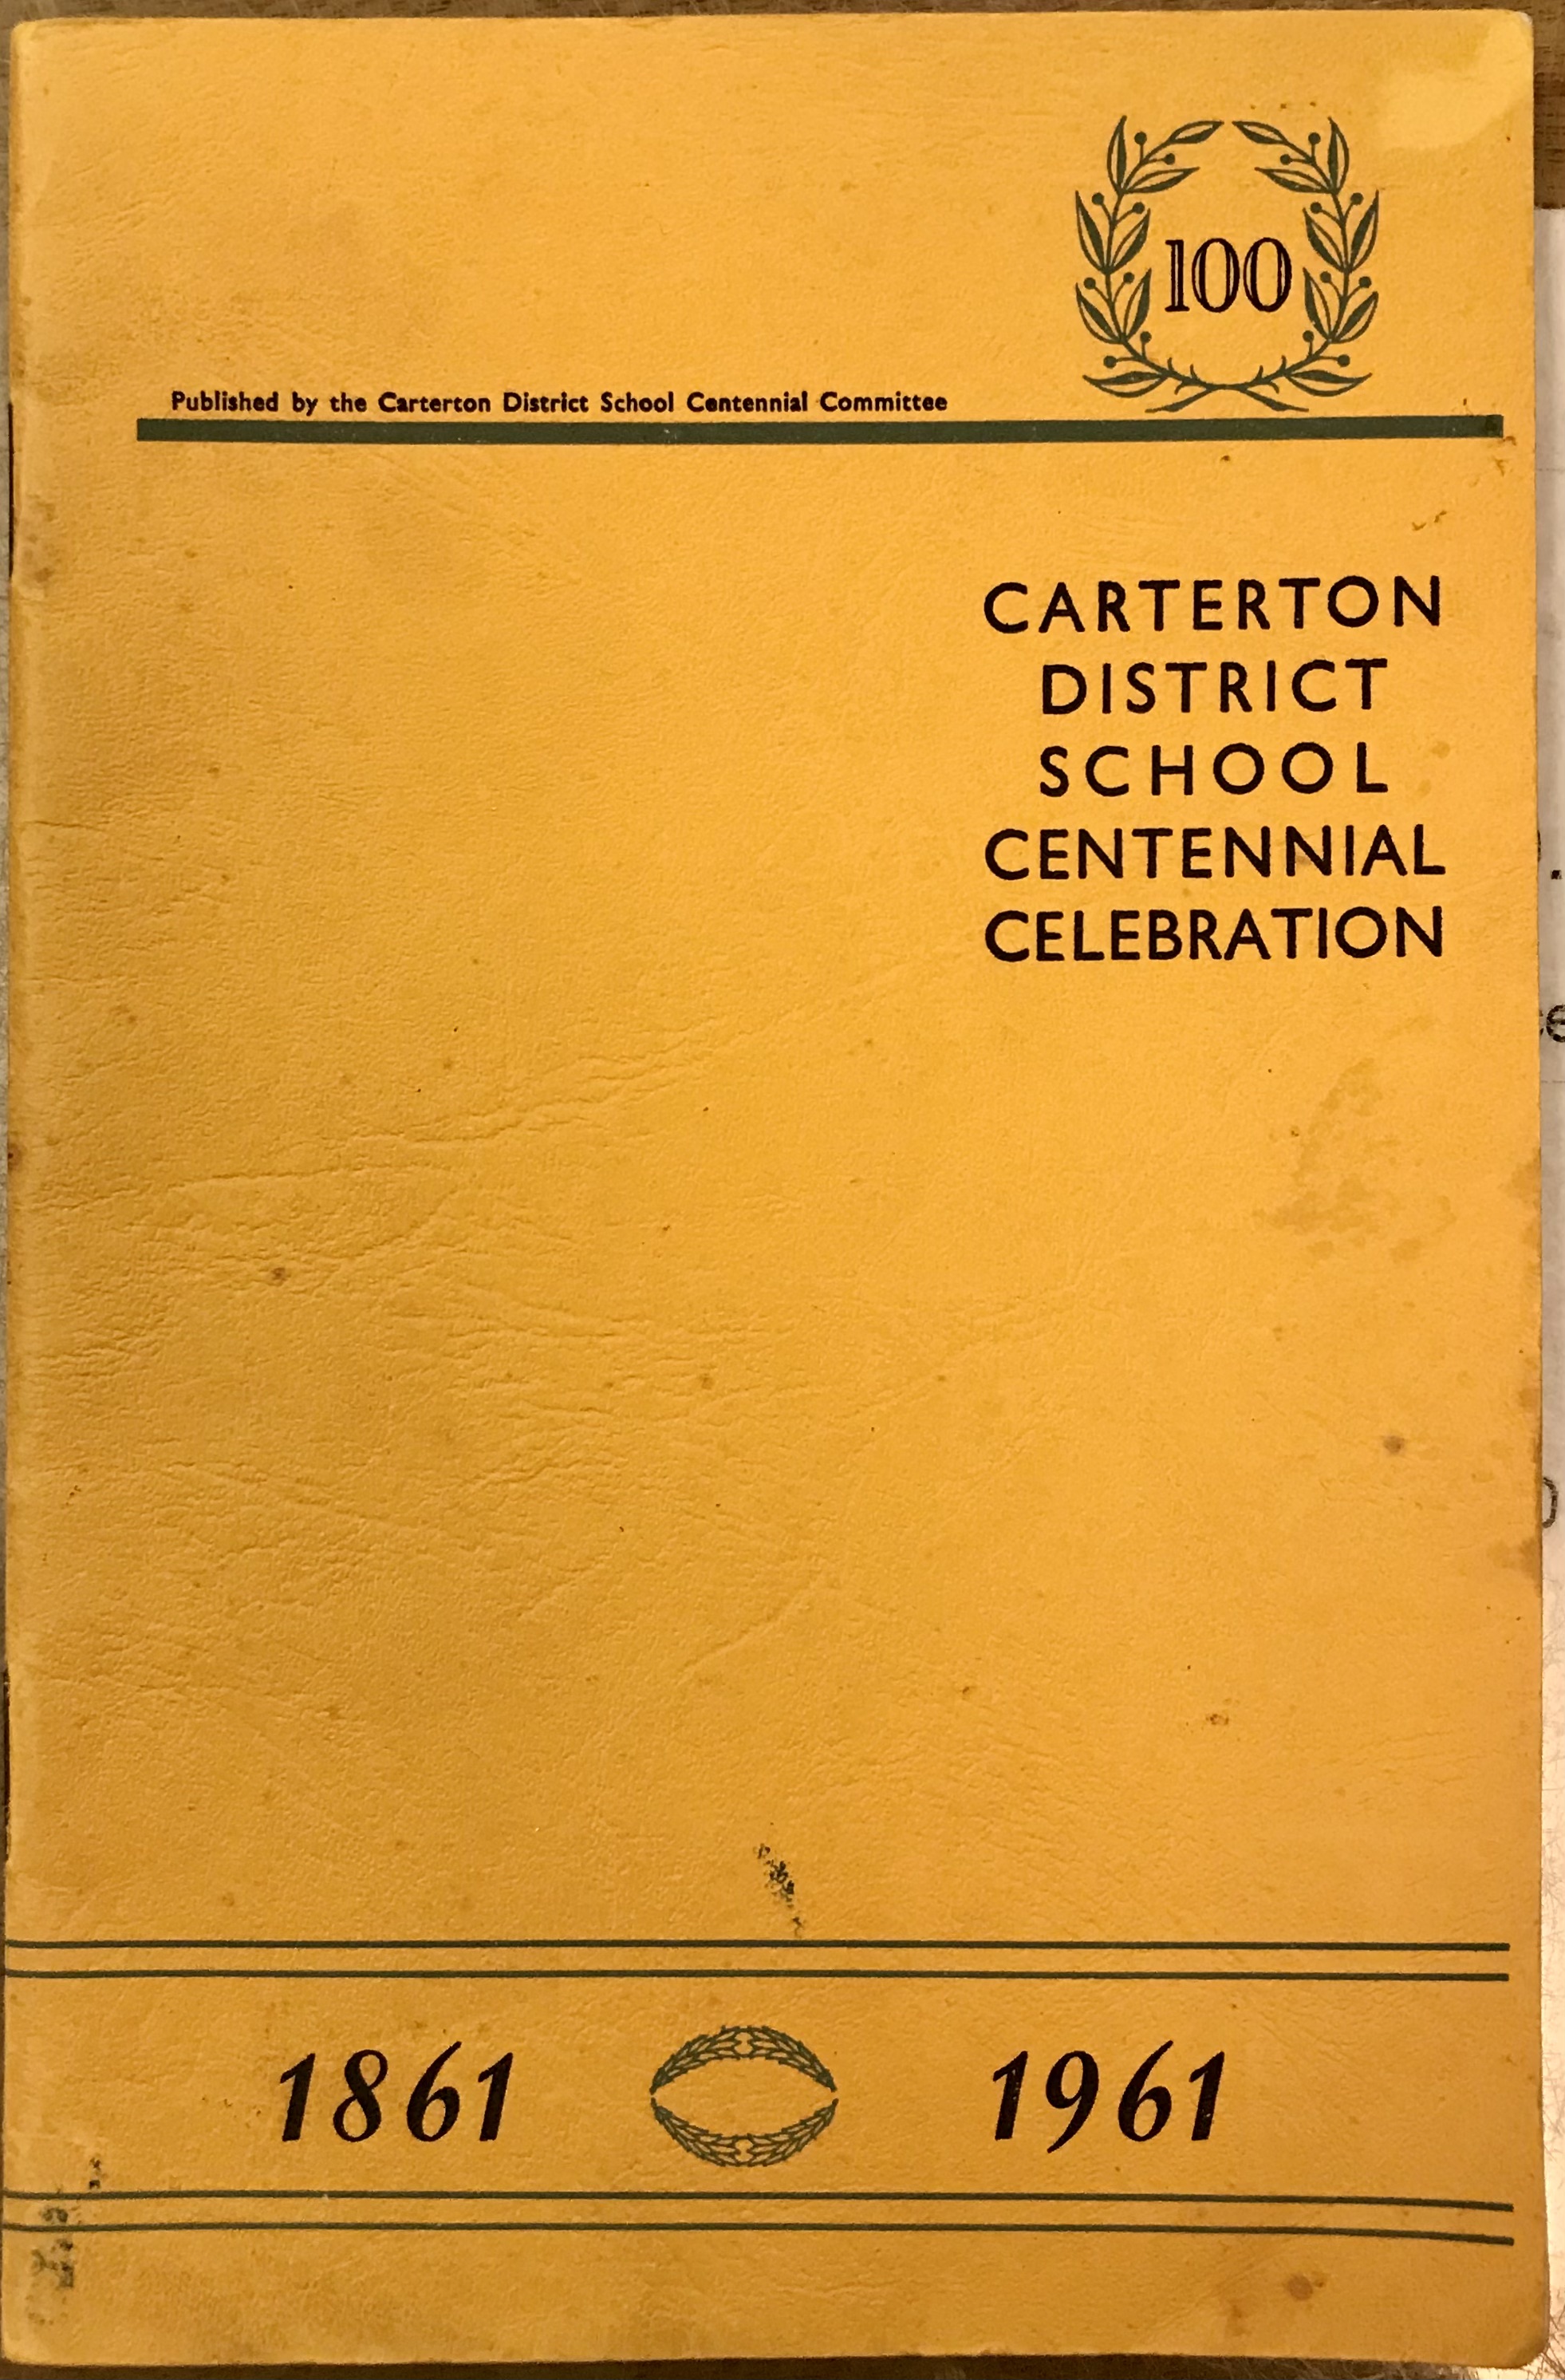 100
Published by the Carterton District School Centennial Committee
CARTERTON
DISTRICT
SCHOOL
CENTENNIAL
CELEBRATION
1861 1961